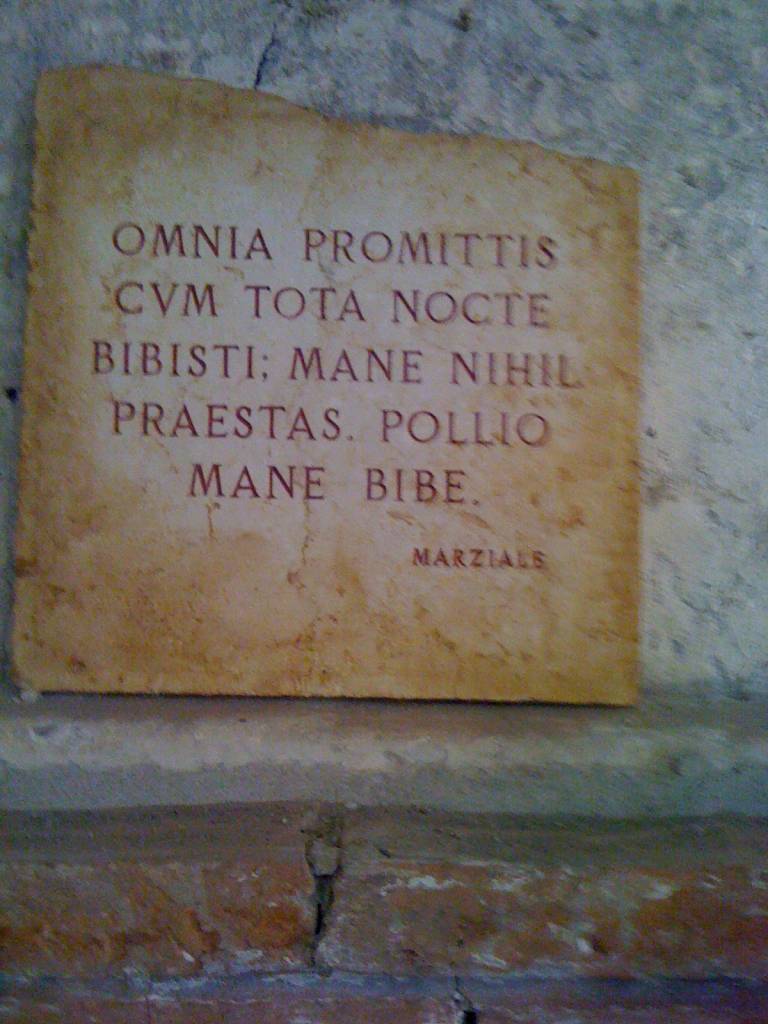 OMNIA PROMITTIS
CVM TOTA NOCTE
BIBISTI; MANE NIHIL
PRAESTAS. POLLIO
MANE BIBE.
MARZIALE